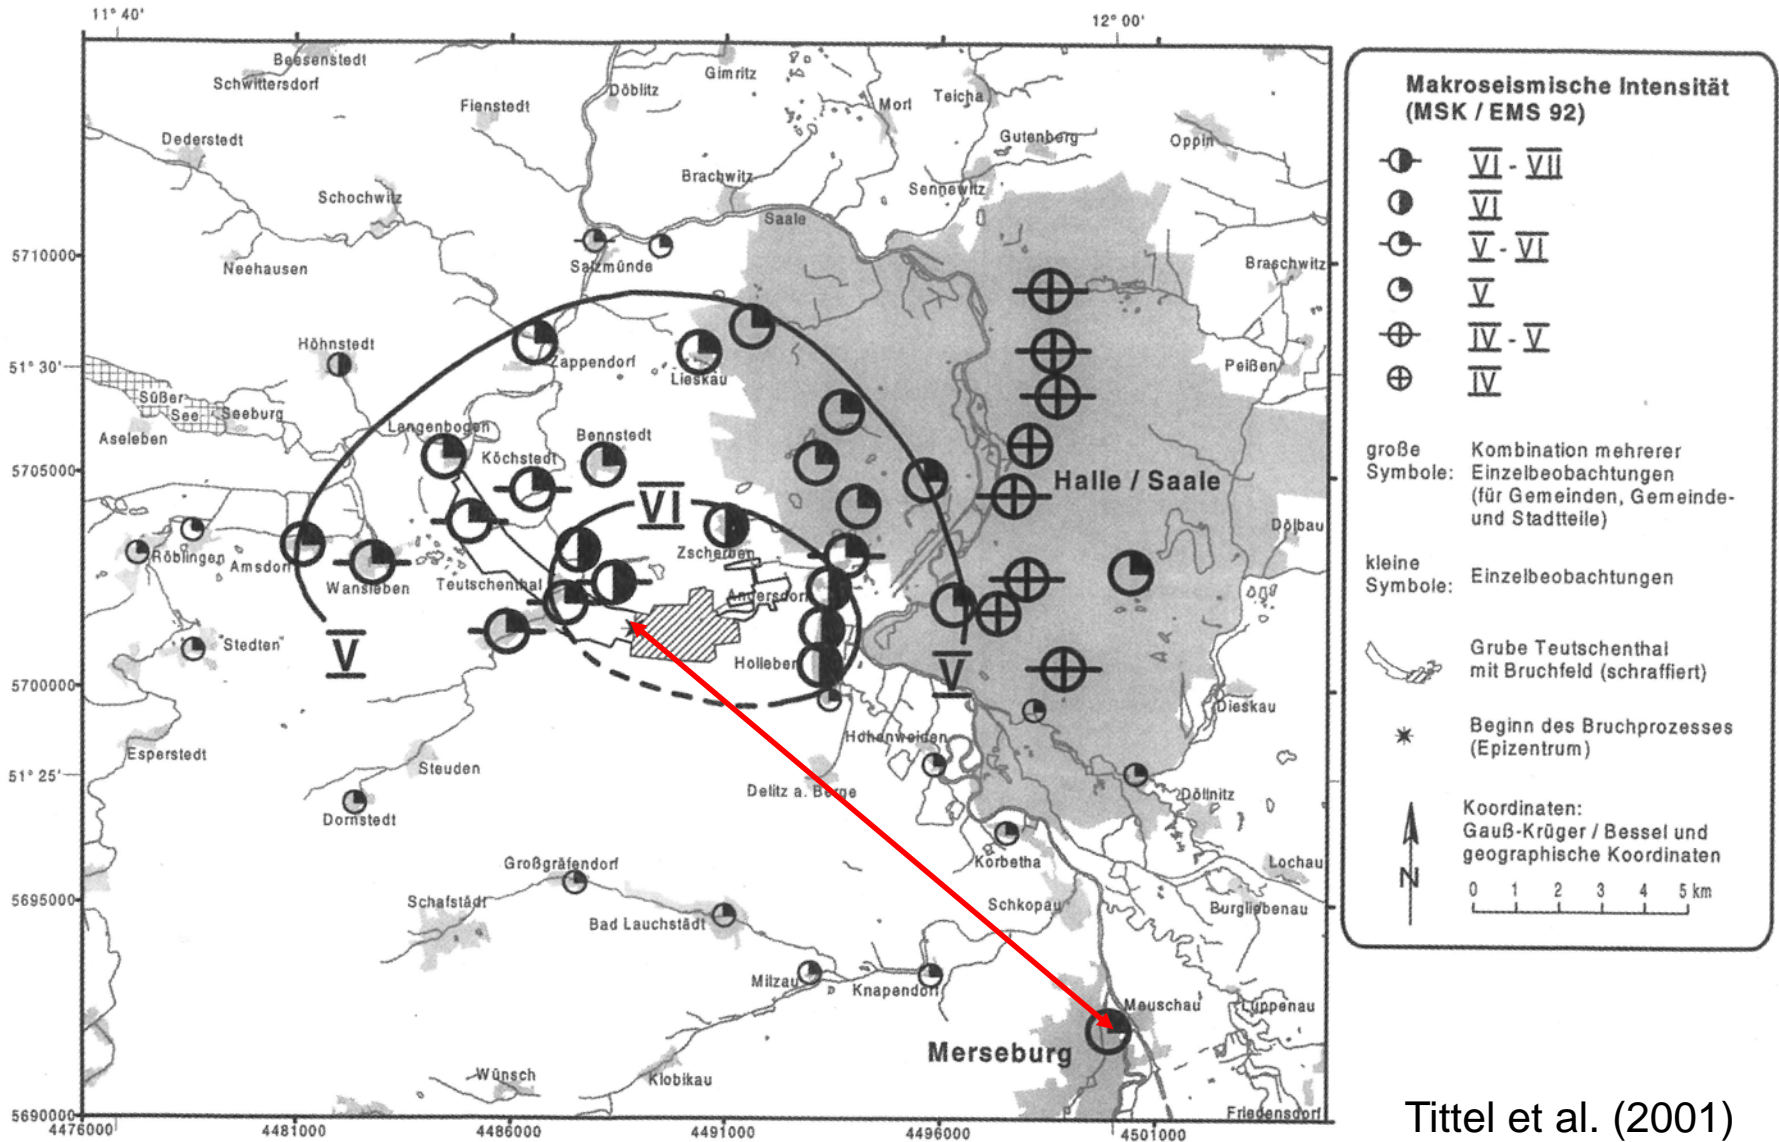 11° 40'
12° 00'
Beesenstedt
Schwittersdorf
Gimritz
Döblitz
Fienstedt
Morl
Teicha
Dederstedt
Gutenberg
Oppin
Brachwitz
Sennewitz
Schochwitz
Saale
5710000
Neehausen
Salzmünde
Braschwitz
Höhnstedt
51° 30'
Zappendorf
Lieskau
Peißen
Süßer
See
Seeburg
Aseleben
Langenbogen
Bennstedt
5705000
Köchstedt
VI
Halle / Saale
Zscherben
Dölbau
Röblingen
Amsdorf
Wansleben
Teutschenthal
Angersdorf
Stedten
V
Holleben
V
5700000
Dieskau
Hohenweiden
Esperstedt
Steuden
51° 25'
Delitz a. Berge
Döllnitz
Dornstedt
Großgräfendorf
Korbetha
Lochau
5695000
Schafstädt
Bad Lauchstädt
Schkopau
Burgliebenau
Milzau
Knapendorf
Meuschau
Luppenau
Merseburg
Wünsch
Klobikau
Friedensdorf
5690000
4476000
4481000
4486000
4491000
4496000
4501000
Makroseismische Intensität
(MSK / EMS 92)
VI - VII
VI
V - VI
V
IV - V
IV
große Kombination mehrerer
Symbole: Einzelbeobachtungen
(für Gemeinden, Gemeinde-
und Stadtteile)
kleine
Symbole: Einzelbeobachtungen
Grube Teutschenthal
mit Bruchfeld (schraffiert)
Beginn des Bruchprozesses
(Epizentrum)
Koordinaten:
Gauß-Krüger / Bessel und
geographische Koordinaten
N
0 1 2 3 4 5 km
Tittel et al. (2001)